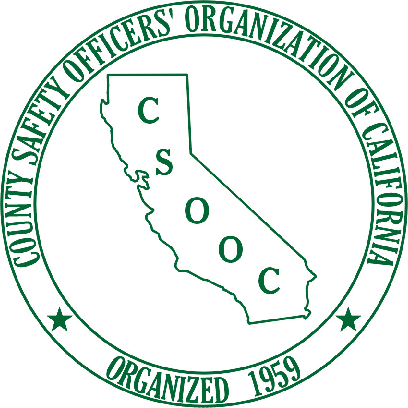 COUNTY SAFETY OFFICERS' ORGANIZATION OF CALIFORNIA
C
S
O
O
C
ORGANIZED 1959